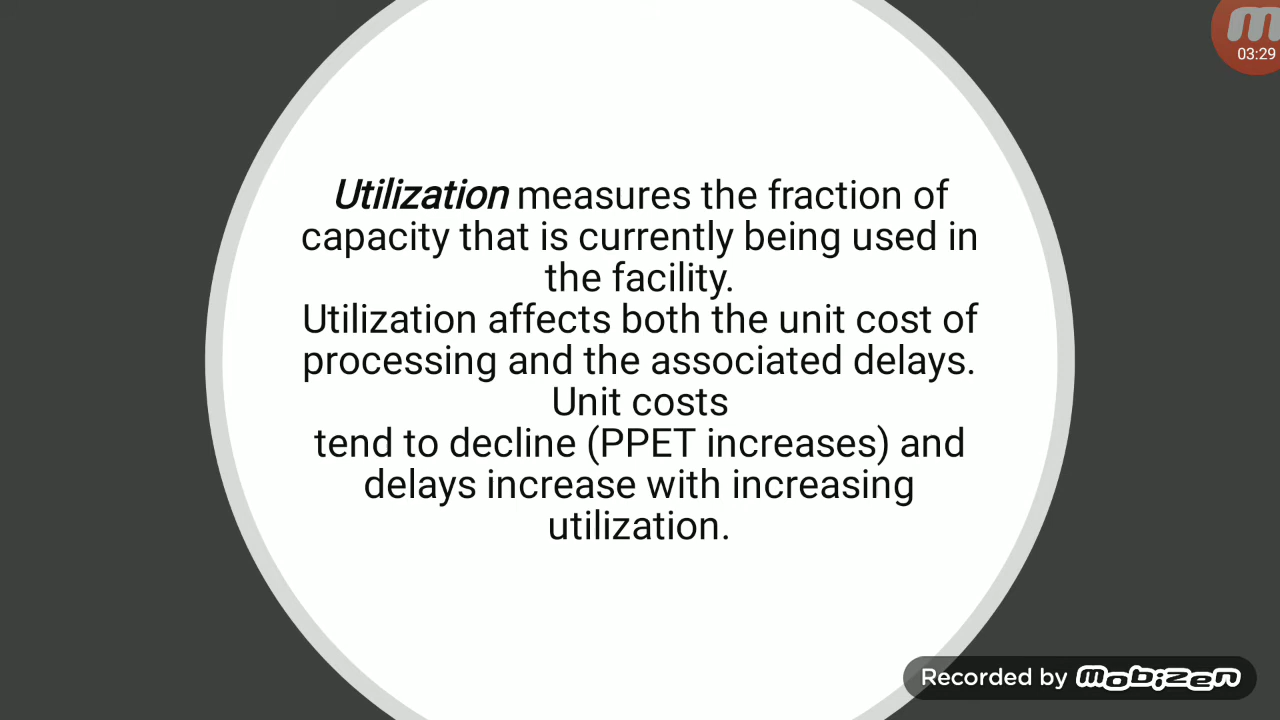 03:29
Utilization measures the fraction of
capacity that is currently being used in
the facility.
Utilization affects both the unit cost of
processing and the associated delays.
Unit costs
tend to decline (PPET increases) and
delays increase with increasing
utilization.
Recorded by mobizen